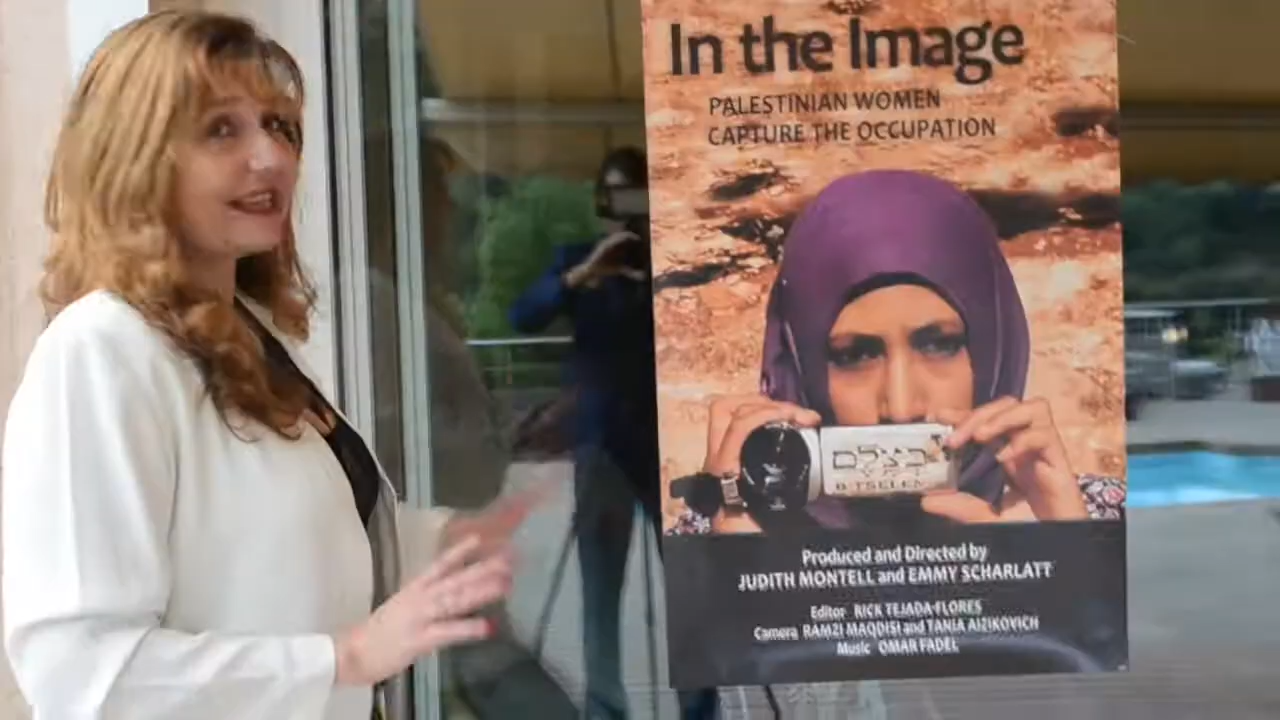 In the Image
PALESTINIAN WOMEN
CAPTURE THE OCCUPATION
בצלם
B'TSELEM
Produced and Directed by
JUDITH MONTELL and EMMY SCHARLATT
Editor RICK TEJADA-FLORES
Camera RAMZI MAQDISI and TANIA AIZIKOVICH
Music OMAR FADEL